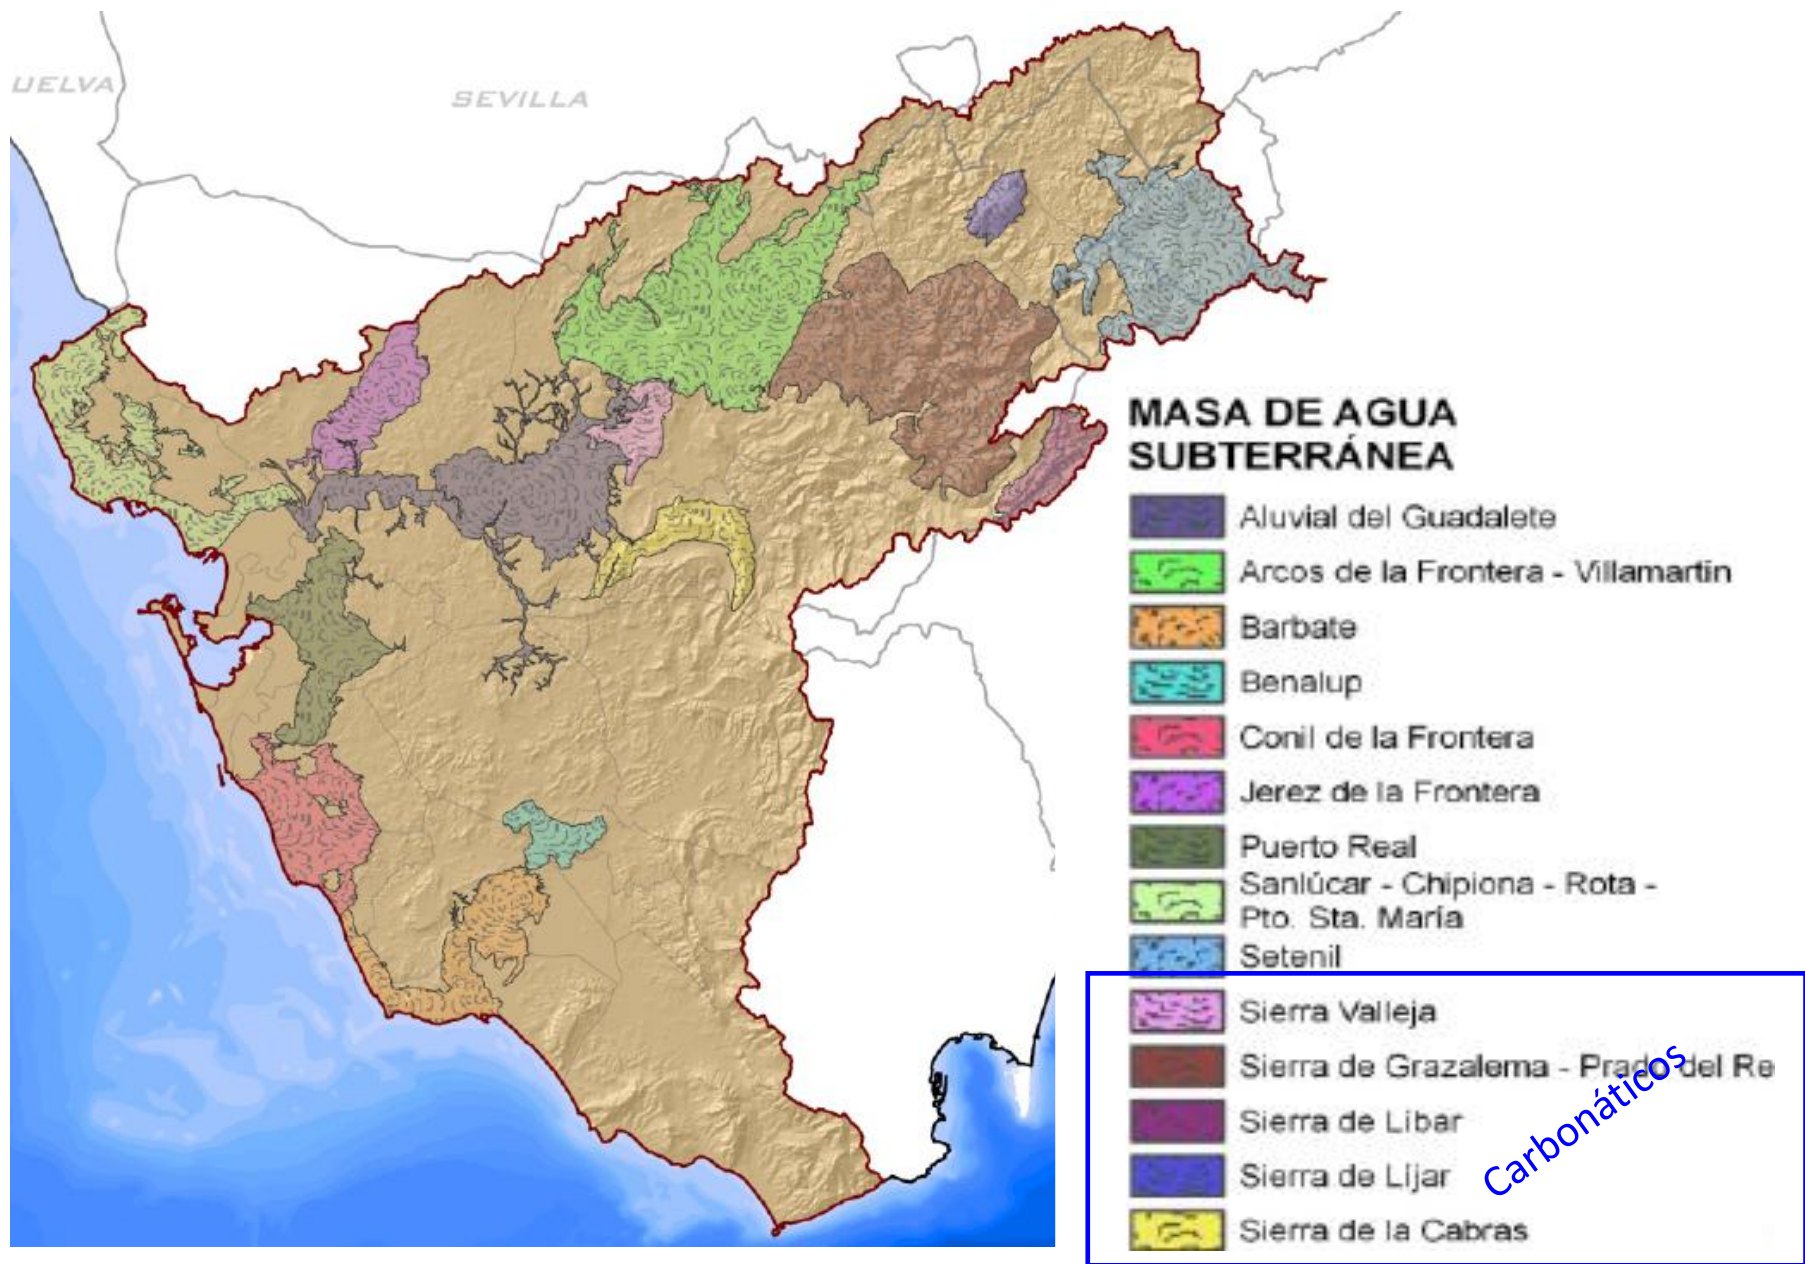 UELVA
SEVILLA
MASA DE AGUA
SUBTERRÁNEA
Aluvial del Guadalete
Arcos de la Frontera - Villamartin
Barbate
Benalup
Conil de la Frontera
Jerez de la Frontera
Puerto Real
Sanlúcar - Chipiona - Rota -
Pto. Sta. María
Setenil
Sierra Valleja
Sierra de Grazalema - Prado del Re
Sierra de Líbar
Sierra de Líjar
Sierra de la Cabras
Carbonáticos